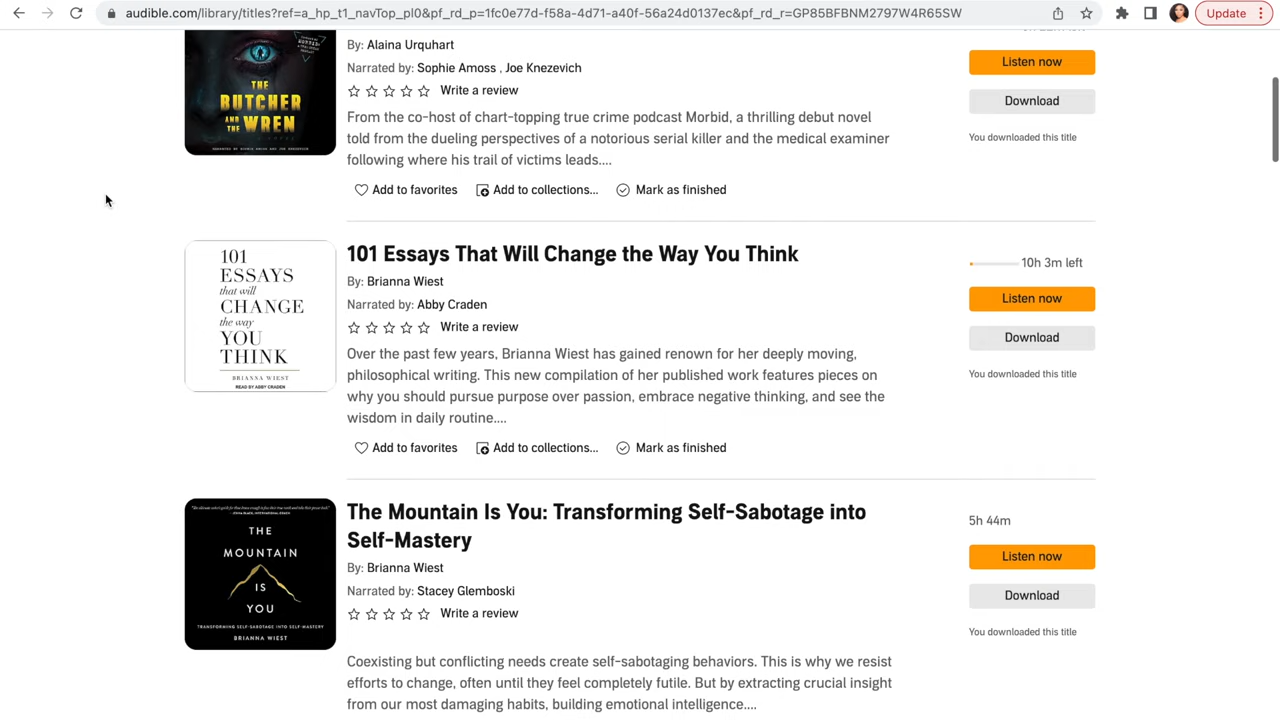 audible.com/library/titles?ref=a_hp_t1_navTop_pl0&pf_rd_p=1fc0e77d-f58a-4d71-a40f-56a24d0137ec&pf_rd_r=GP85BFBNM2797W4R65SW
Update
THE
BUTCHER
AND THE WREN
NARRATED BY SOPHIE AMOSS AND JOE KNEZEVICH
By: Alaina Urquhart
Narrated by: Sophie Amoss , Joe Knezevich
Write a review
From the co-host of chart-topping true crime podcast Morbid, a thrilling debut novel
told from the dueling perspectives of a notorious serial killer and the medical examiner
following where his trail of victims leads....
Add to favorites
Add to collections...
Mark as finished
Listen now
Download
You downloaded this title
101
ESSAYS
that will
CHANGE
the way
YOU
THINK
BRIANNA WIEST
READ BY ABBY CRADEN
101 Essays That Will Change the Way You Think
By: Brianna Wiest
Narrated by: Abby Craden
Write a review
Over the past few years, Brianna Wiest has gained renown for her deeply moving,
philosophical writing. This new compilation of her published work features pieces on
why you should pursue purpose over passion, embrace negative thinking, and see the
wisdom in daily routine....
Add to favorites
Add to collections...
Mark as finished
10h 3m left
Listen now
Download
You downloaded this title
THE
MOUNTAIN
IS
YOU
TRANSFORMING SELF-SABOTAGE INTO SELF-MASTERY
BRIANNA WIEST
The Mountain Is You: Transforming Self-Sabotage into
Self-Mastery
By: Brianna Wiest
Narrated by: Stacey Glemboski
Write a review
Coexisting but conflicting needs create self-sabotaging behaviors. This is why we resist
efforts to change, often until they feel completely futile. But by extracting crucial insight
from our most damaging habits, building emotional intelligence....
5h 44m
Listen now
Download
You downloaded this title